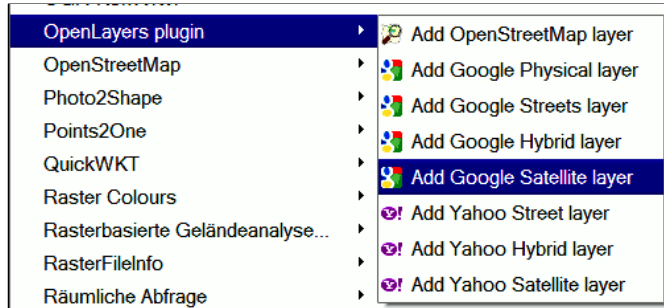 OpenLayers plugin
OpenStreetMap
Photo2Shape
Points2One
QuickWKT
Raster Colours
Rasterbasierte Geländeanalyse...
RasterFileInfo
Räumliche Abfrage
Add OpenStreetMap layer
Add Google Physical layer
Add Google Streets layer
Add Google Hybrid layer
Add Google Satellite layer
Y! Add Yahoo Street layer
Y! Add Yahoo Hybrid layer
Y! Add Yahoo Satellite layer